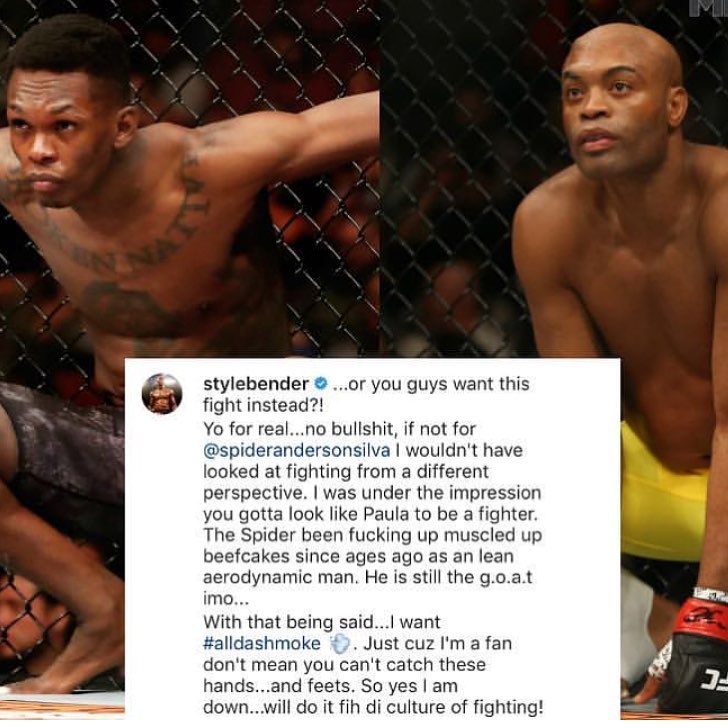 stylebender ...or you guys want this
fight instead?!
Yo for real...no bullshit, if not for
@spiderandersonsilva I wouldn't have
looked at fighting from a different
perspective. I was under the impression
you gotta look like Paula to be a fighter.
The Spider been fucking up muscled up
beefcakes since ages ago as an lean
aerodynamic man. He is still the g.o.a.t
imo...
With that being said...I want
#alldashmoke 💨. Just cuz I'm a fan
don't mean you can't catch these
hands...and feets. So yes I am
down...will do it fih di culture of fighting!